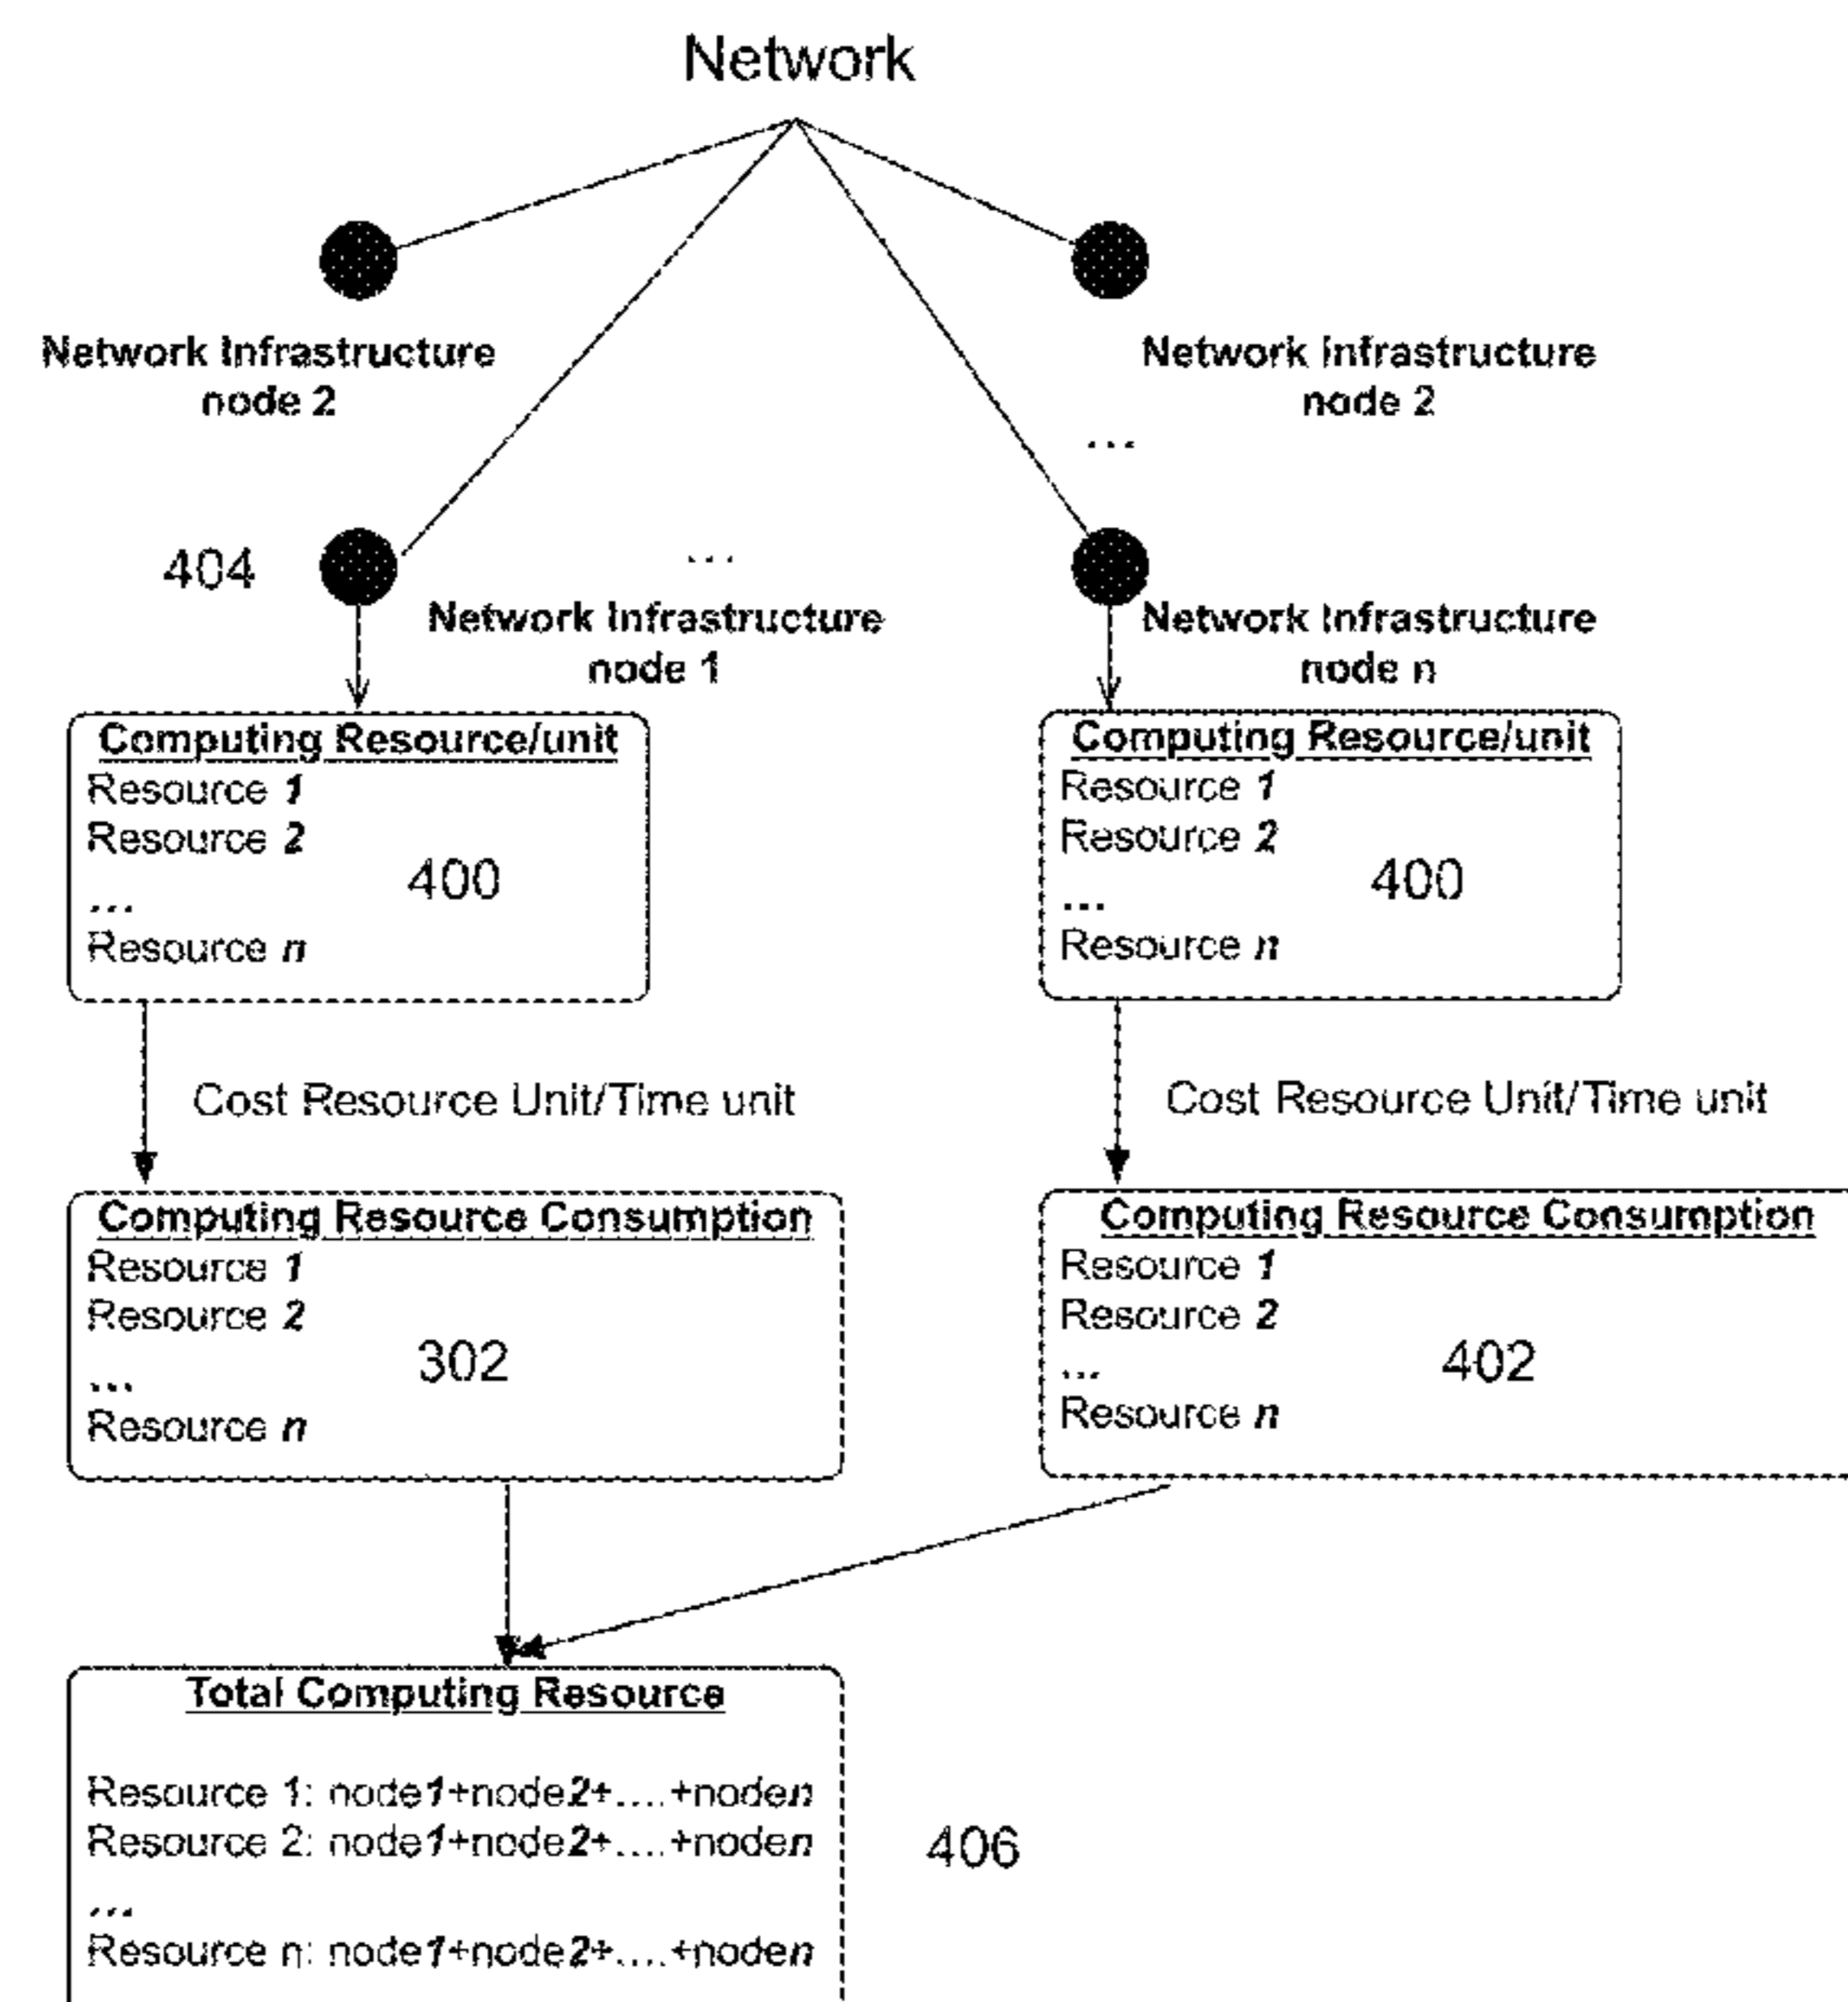 Network
Network Infrastructure
node 2
Network Infrastructure
node 2
...
404
...
Network Infrastructure
node 1
Network Infrastructure
node n
Computing Resource/unit
Resource 1
Resource 2
400
...
Resource n
Computing Resource/unit
Resource 1
Resource 2
400
...
Resource n
Cost Resource Unit/Time unit
Cost Resource Unit/Time unit
Computing Resource Consumption
Resource 1
Resource 2
302
...
Resource n
Computing Resource Consumption
Resource 1
Resource 2
402
...
Resource n
Total Computing Resource
Resource 1: node1+node2+....+noden
Resource 2: node1+node2+....+noden
...
Resource n: node1+node2+....+noden
406